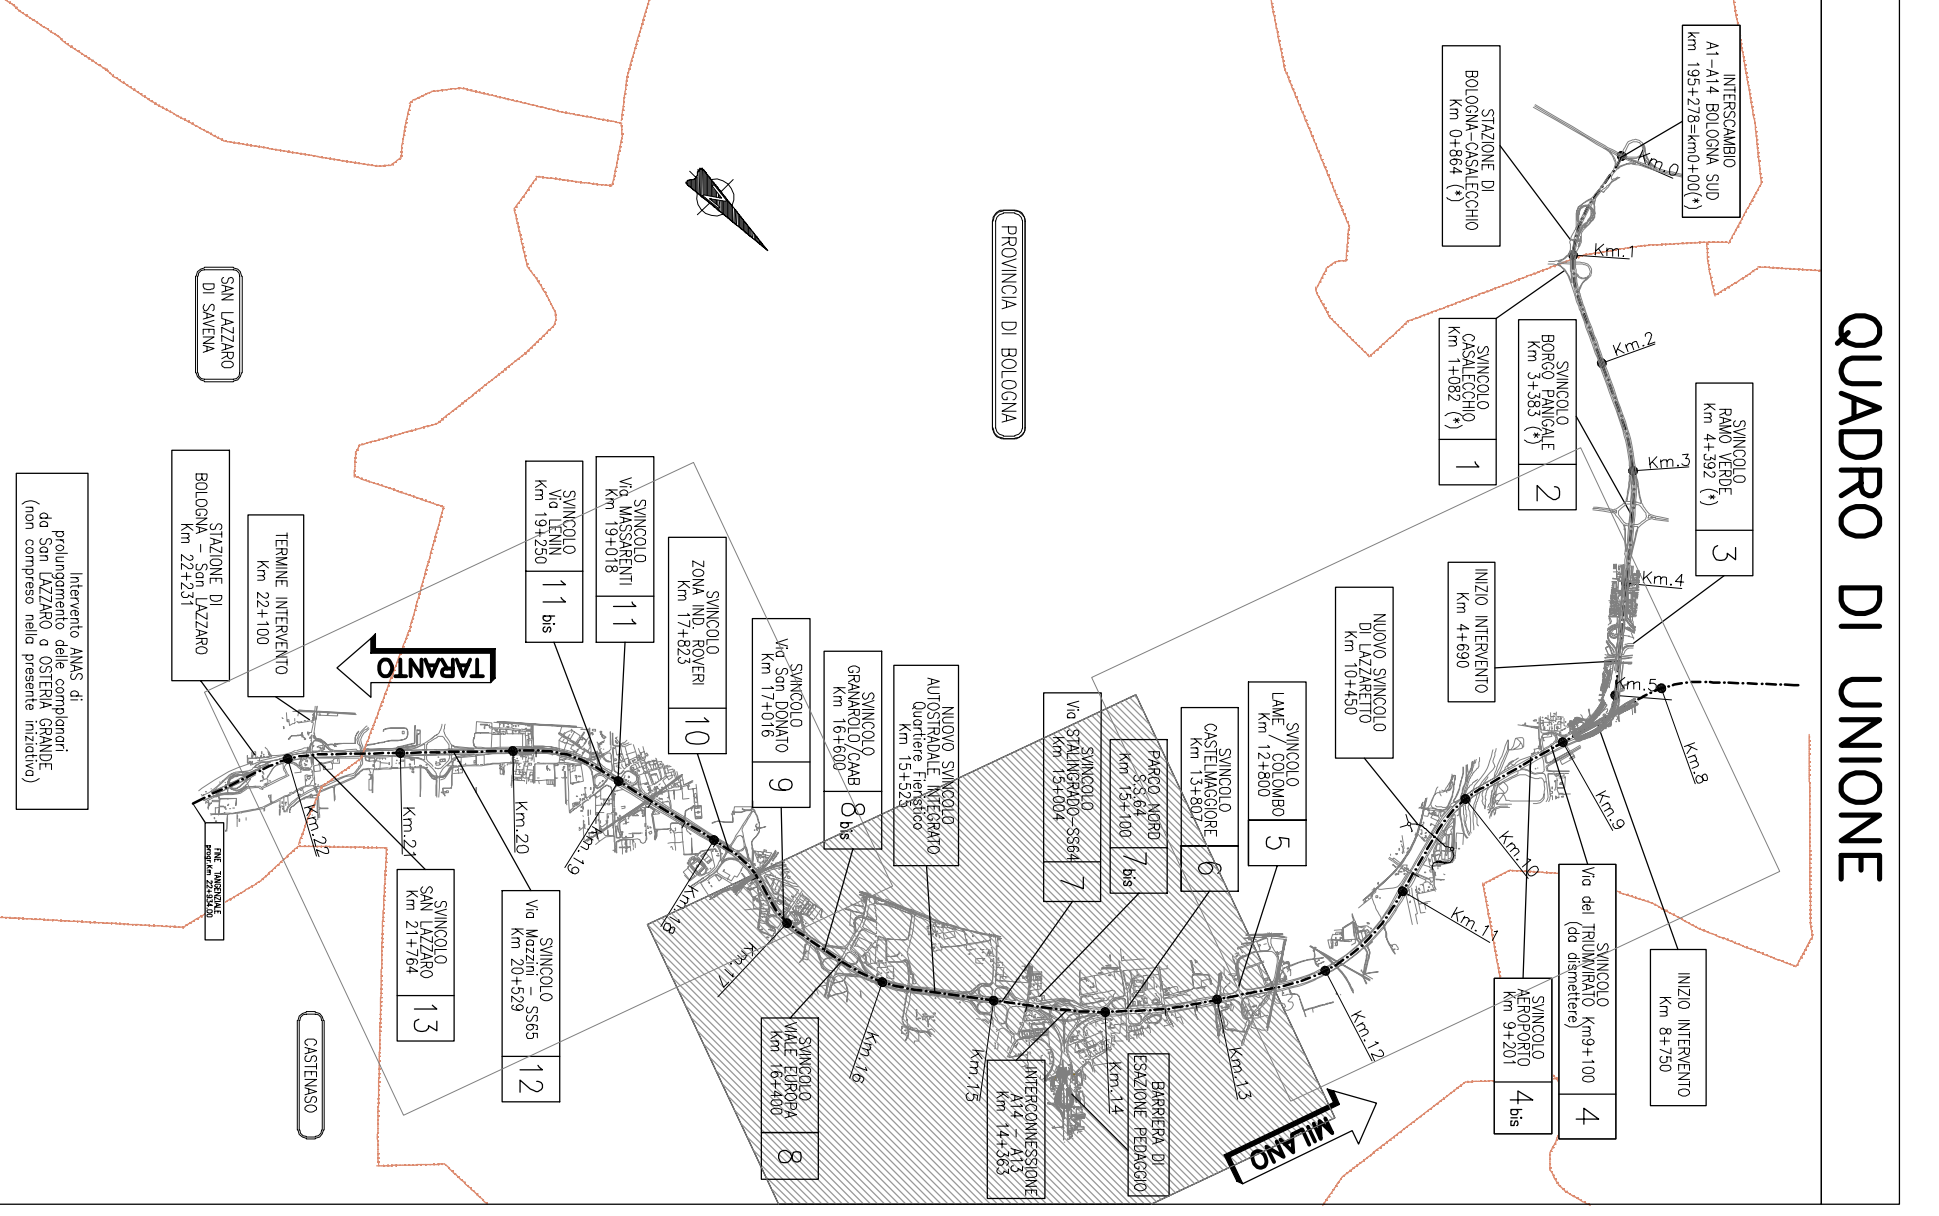 QUADRO DI UNIONE
INTERSCAMBIO
A1-A14 BOLOGNA SUD
km 195+278=km0+00(*)
STAZIONE DI
BOLOGNA-CASALECCHIO
Km 0+864 (*)
SVINCOLO
CASALECCHIO
Km 1+082 (*)
1
SVINCOLO
BORGO PANIGALE
Km 3+383 (*)
2
SVINCOLO
RAMO VERDE
Km 4+392 (*)
3
INIZIO INTERVENTO
Km 4+690
Km.0
Km.1
Km.2
Km.3
Km.4
Km.5
Km.8
Km.9
Km.10
Km.11
Km.12
Km.13
Km.14
Km.15
Km.16
Km.17
Km.18
Km.19
Km.20
Km.21
Km.22
INIZIO INTERVENTO
Km 8+750
SVINCOLO
Via del TRIUMVIRATO Km9+100
(da dismettere)
4
SVINCOLO
AEROPORTO
Km 9+201
4 bis
NUOVO SVINCOLO
DI LAZZARETTO
Km 10+450
SVINCOLO
LAME / COLOMBO
Km 12+800
5
SVINCOLO
CASTELMAGGIORE
Km 13+807
6
PARCO NORD
S.S.64
Km 15+100
7 bis
SVINCOLO
Via STALINGRADO-SS64
Km 15+004
7
BARRIERA DI
ESAZIONE PEDAGGIO
INTERCONNESSIONE
A14 - A13
Km 14+363
MILANO
NUOVO SVINCOLO
AUTOSTRADALE INTEGRATO
Quartiere Fieristico
Km 15+525
SVINCOLO
GRANAROLO/CAAB
Km 16+600
8 bis
SVINCOLO
VIALE EUROPA
Km 16+400
8
SVINCOLO
Via San DONATO
Km 17+016
9
SVINCOLO
ZONA IND. ROVERI
Km 17+823
10
SVINCOLO
Via MASSARENTI
Km 19+018
11
SVINCOLO
Via LENIN
Km 19+250
11 bis
SVINCOLO
Via Mazzini - SS65
Km 20+529
12
SVINCOLO
SAN LAZZARO
Km 21+764
13
TARANTO
TERMINE INTERVENTO
Km 22+100
STAZIONE DI
BOLOGNA - San LAZZARO
Km 22+231
FINE TANGENZIALE
progr.Km. 22+934.00
Intervento ANAS di
prolungamento delle complanari
da San LAZZARO a OSTERIA GRANDE
(non compreso nella presente iniziativa)
PROVINCIA DI BOLOGNA
SAN LAZZARO
DI SAVENA
CASTENASO